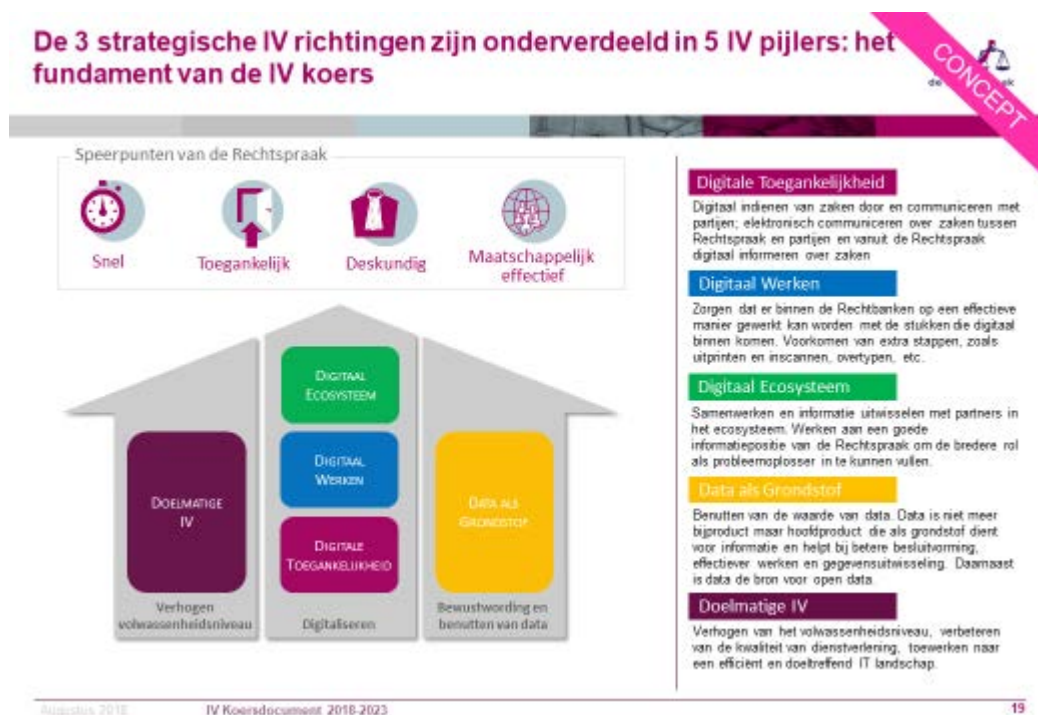 De 3 strategische IV richtingen zijn onderverdeeld in 5 IV pijlers: het
fundament van de IV koers
CONCEPT
Speerpunten van de Rechtspraak
Snel
Toegankelijk
Deskundig
Maatschappelijk
effectief
DIGITAAL
ECOSYSTEEM
DIGITAAL
WERKEN
DIGITALE
TOEGANKELIJKHEID
DOELMATIGE
IV
DATA ALS
GRONDSTOF
Verhogen
volwassenheidsniveau
Digitaliseren
Bewustwording en
benutten van data
Digitale Toegankelijkheid
Digitaal indienen van zaken door en communiceren met
partijen; elektronisch communiceren over zaken tussen
Rechtspraak en partijen en vanuit de Rechtspraak
digitaal informeren over zaken
Digitaal Werken
Zorgen dat er binnen de Rechtbanken op een effectieve
manier gewerkt kan worden met de stukken die digitaal
binnen komen. Voorkomen van extra stappen, zoals
uitprinten en inscannen, overtypen, etc.
Digitaal Ecosysteem
Samenwerken en informatie uitwisselen met partners in
het ecosysteem. Werken aan een goede
informatiepositie van de Rechtspraak om de bredere rol
als probleemoplosser in te kunnen vullen.
Data als Grondstof
Benutten van de waarde van data. Data is niet meer
bijproduct maar hoofdproduct die als grondstof dient
voor informatie en helpt bij betere besluitvorming,
effectiever werken en gegevensuitwisseling. Daarnaast
is data de bron voor open data.
Doelmatige IV
Verhogen van het volwassenheidsniveau, verbeteren
van de kwaliteit van dienstverlening, toewerken naar
een efficiënt en doeltreffend IT landschap.
Augustus 2018
IV Koersdocument 2018-2023
19